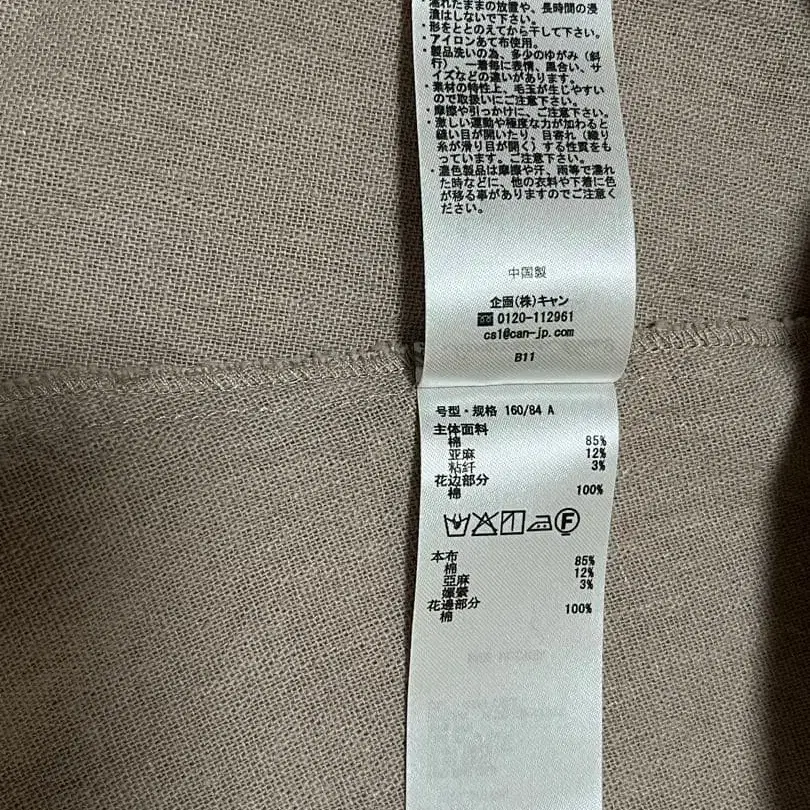 ・濡れたままの放置や、長時間の浸
漬はしないで下さい。
・形をととのえてから干して下さい。
・アイロンあて布使用。
・製品洗いの為、多少のゆがみ（斜
行）、一着毎に表情、風合い、サ
イズなどの違いがあります。
・素材の特性上、毛玉が生じやすい
ので取扱いにご注意下さい。
・摩擦や引っかけに、ご注意下さい。
・激しい運動や極度な力が加わると
縫い目が開いたり、目寄れ（織り
糸が滑り目が開く）する性質をも
っています。ご注意下さい。
・濃色製品は摩擦や汗、雨等で濡れ
た時などに、他の衣料や下着に色
が移る事がありますのでご注意く
ださい。
中国製
企画(株)キャン
0120-112961
cs1@can-jp.com
B11
号型・规格 160/84 A
主体面料
棉 85%
亚麻 12%
粘纤 3%
花边部分
棉 100%
F
本布
棉 85%
亞麻 12%
嫘縈 3%
花邊部分
棉 100%